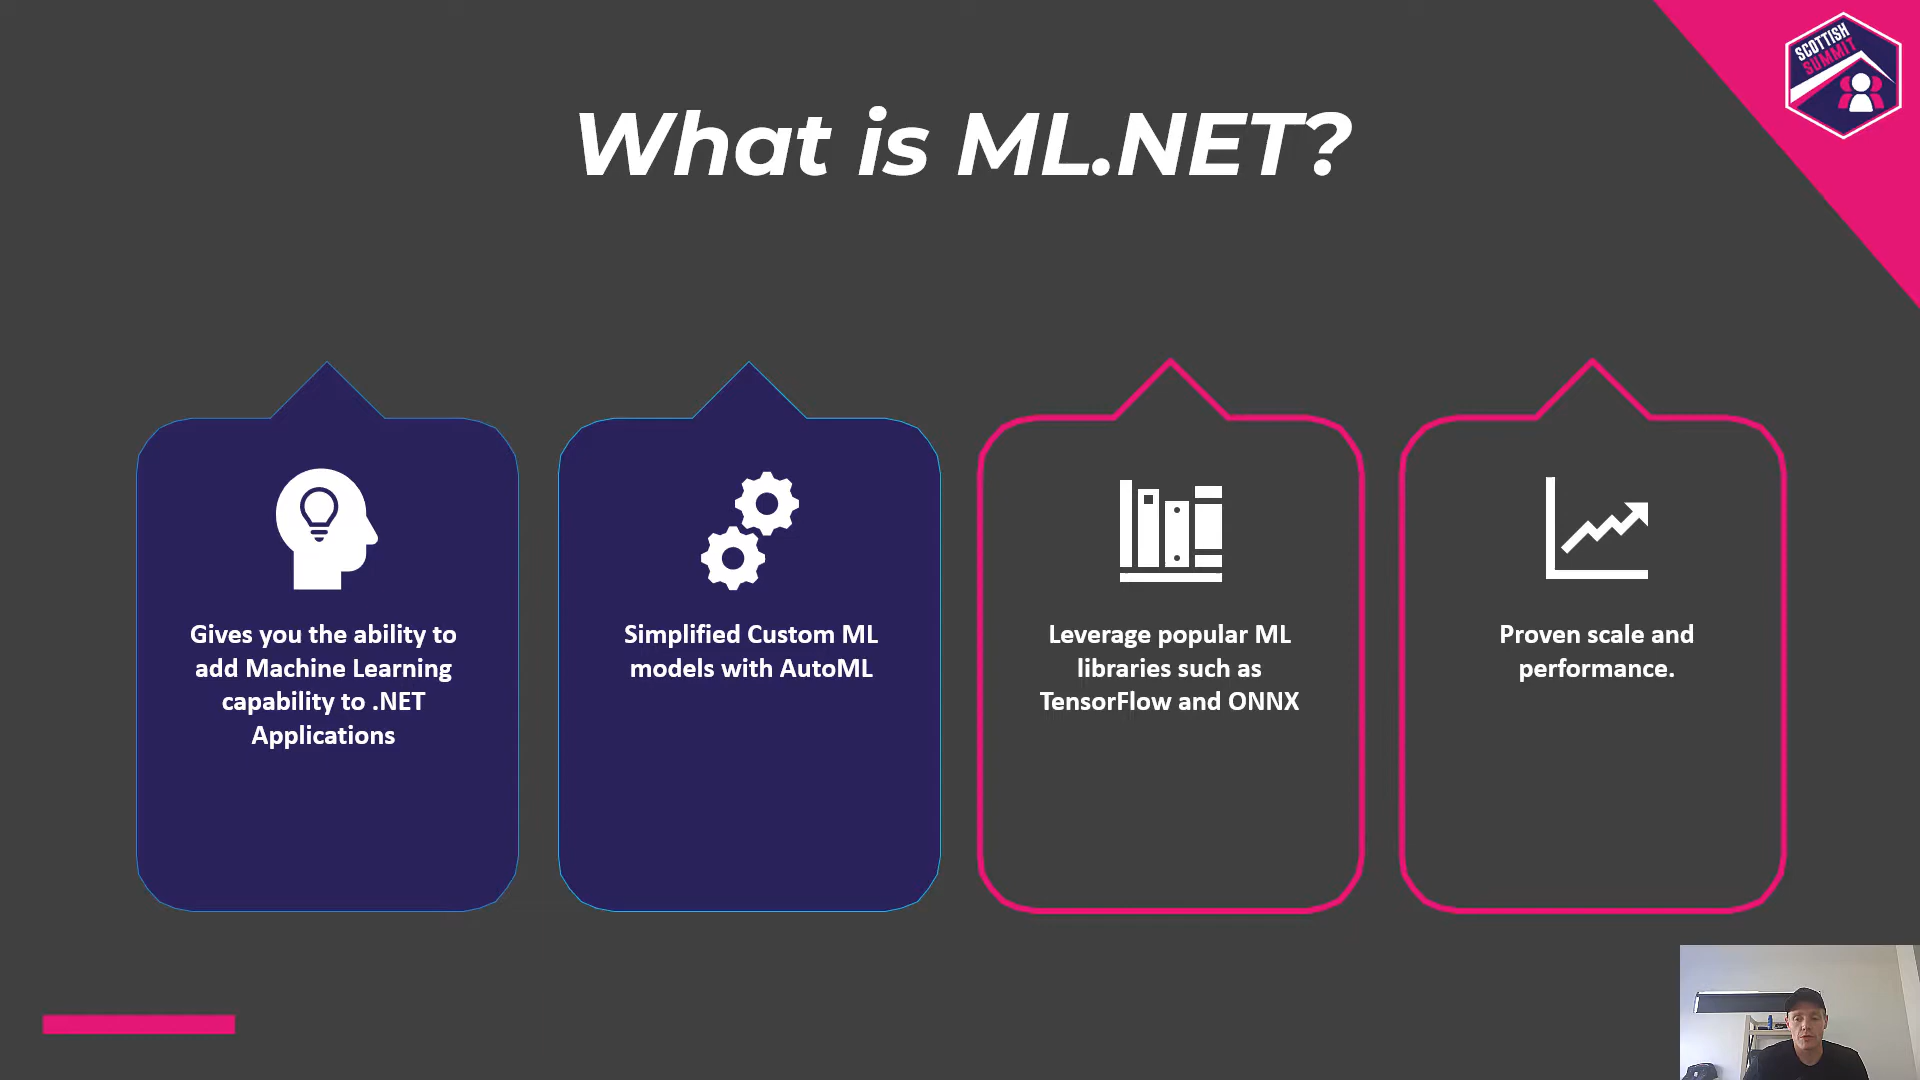 SCOTTISH
SUMMIT
What is ML.NET?
Gives you the ability to
add Machine Learning
capability to .NET
Applications
Simplified Custom ML
models with AutoML
Leverage popular ML
libraries such as
TensorFlow and ONNX
Proven scale and
performance.